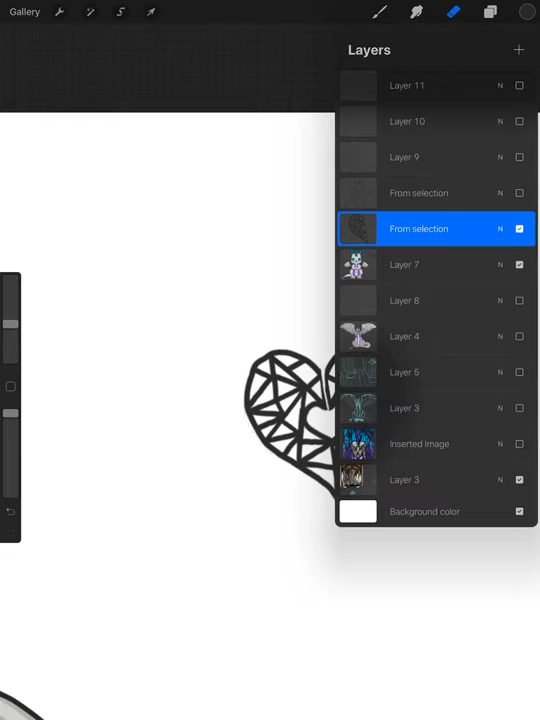 Gallery
Layers
Layer 11 N
Layer 10 N
Layer 9 N
From selection N
From selection N
Layer 7 N
Layer 8 N
Layer 4 N
Layer 5 N
Layer 3 N
Inserted Image N
Layer 3 N
Background color